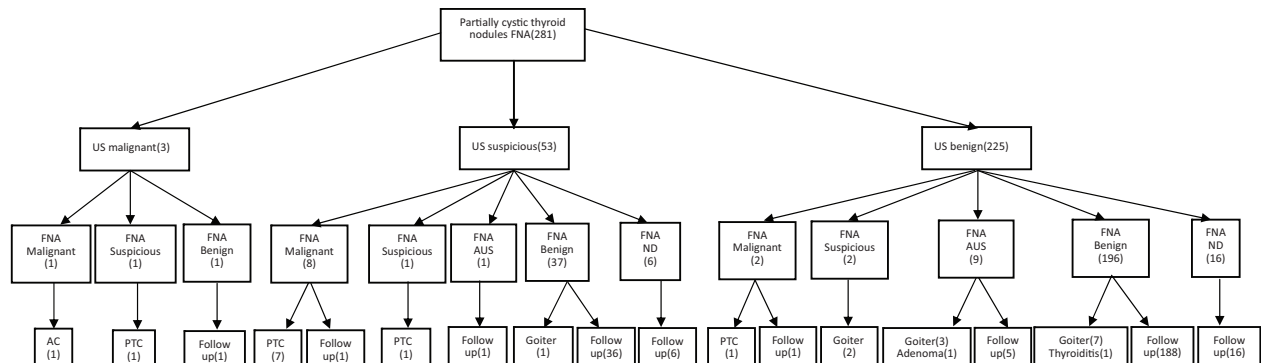 Partially cystic thyroid
nodules FNA(281)
US malignant(3)
US suspicious(53)
US benign(225)
FNA
Malignant
(1)
FNA
Suspicious
(1)
FNA
Benign
(1)
FNA
Malignant
(8)
FNA
Suspicious
(1)
FNA
AUS
(1)
FNA
Benign
(37)
FNA
ND
(6)
FNA
Malignant
(2)
FNA
Suspicious
(2)
FNA
AUS
(9)
FNA
Benign
(196)
FNA
ND
(16)
AC
(1)
PTC
(1)
Follow
up(1)
PTC
(7)
Follow
up(1)
PTC
(1)
Follow
up(1)
Goiter
(1)
Follow
up(36)
Follow
up(6)
PTC
(1)
Follow
up(1)
Goiter
(2)
Goiter(3)
Adenoma(1)
Follow
up(5)
Goiter(7)
Thyroiditis(1)
Follow
up(188)
Follow
up(16)